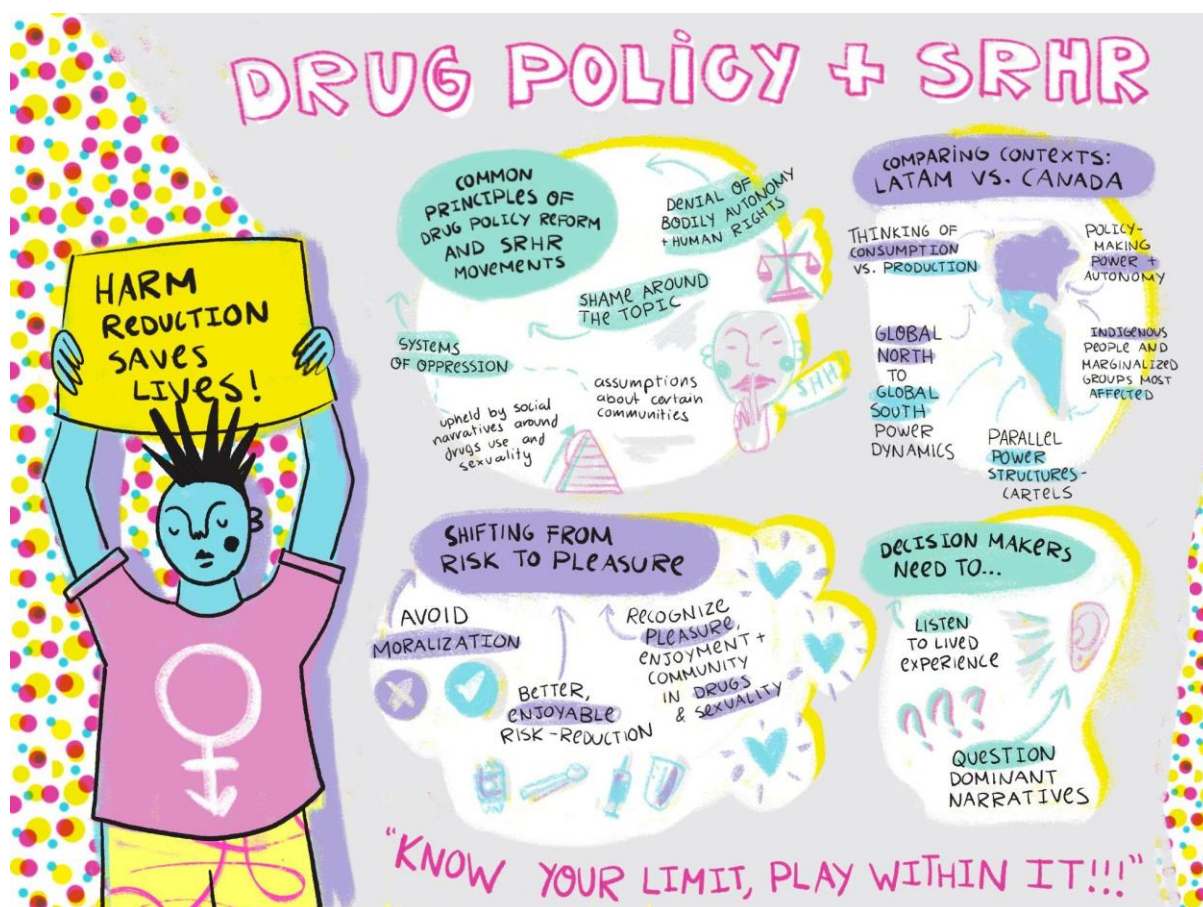 DRUG POLICY + SRHR
HARM
REDUCTION
SAVES
LIVES!
COMMON
PRINCIPLES OF
DRUG POLICY REFORM
AND SRHR
MOVEMENTS
DENIAL OF
BODILY AUTONOMY
+ HUMAN RIGHTS
SHAME AROUND
THE TOPIC
SYSTEMS
OF OPPRESSION
upheld by social
narratives around
drugs use and
sexuality
assumptions
about certain
communities
SHH
COMPARING CONTEXTS:
LATAM VS. CANADA
THINKING OF
CONSUMPTION
VS. PRODUCTION
POLICY-
MAKING
POWER +
AUTONOMY
GLOBAL
NORTH
TO
GLOBAL
SOUTH
POWER
DYNAMICS
INDIGENOUS
PEOPLE AND
MARGINALIZED
GROUPS MOST
AFFECTED
PARALLEL
POWER
STRUCTURES-
CARTELS
SHIFTING FROM
RISK TO PLEASURE
AVOID
MORALIZATION
BETTER,
ENJOYABLE
RISK-REDUCTION
RECOGNIZE
PLEASURE,
ENJOYMENT +
COMMUNITY
IN DRUGS
& SEXUALITY
DECISION MAKERS
NEED TO...
LISTEN
TO LIVED
EXPERIENCE
???
QUESTION
DOMINANT
NARRATIVES
"KNOW YOUR LIMIT, PLAY WITHIN IT!!!"